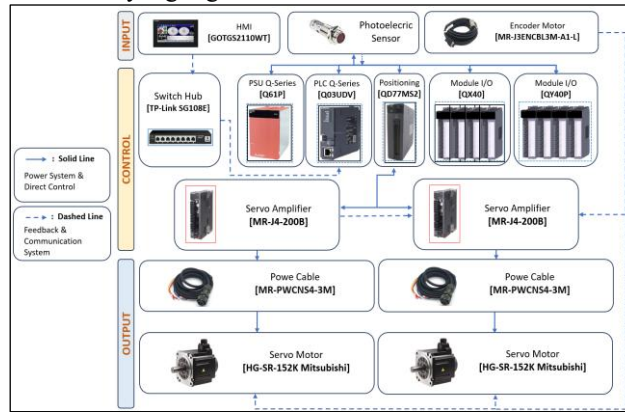 INPUT
HMI
[GOTGS2110WT]
Photoelecric
Sensor
Encoder Motor
[MR-J3ENCBL3M-A1-L]
CONTROL
Switch Hub
[TP-Link SG108E]
PSU Q-Series
[Q61P]
PLC Q-Series
[Q03UDV]
Positioning
[QD77MS2]
Module I/O
[QX40]
Module I/O
[QY40P]
: Solid Line
Power System &
Direct Control
: Dashed Line
Feedback &
Communication
System
Servo Amplifier
[MR-J4-200B]
Servo Amplifier
[MR-J4-200B]
OUTPUT
Powe Cable
[MR-PWCNS4-3M]
Powe Cable
[MR-PWCNS4-3M]
Servo Motor
[HG-SR-152K Mitsubishi]
Servo Motor
[HG-SR-152K Mitsubishi]